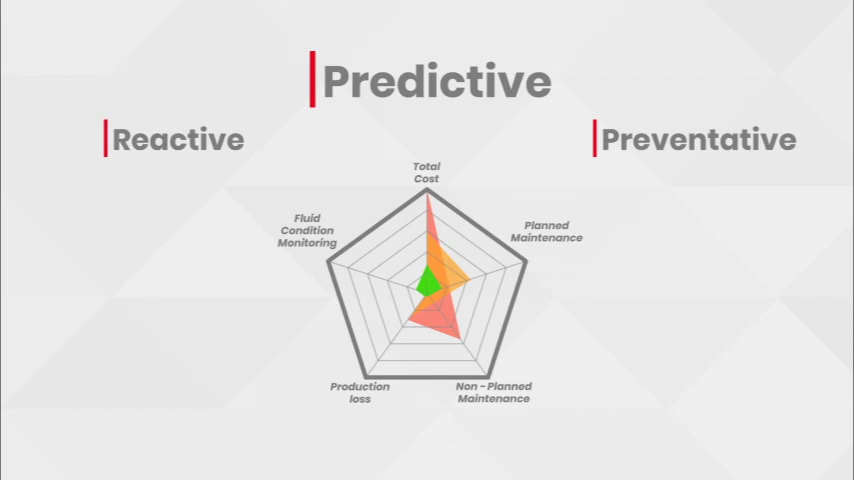 Predictive
Reactive
Preventative
Total
Cost
Fluid
Condition
Monitoring
Planned
Maintenance
Production
loss
Non - Planned
Maintenance